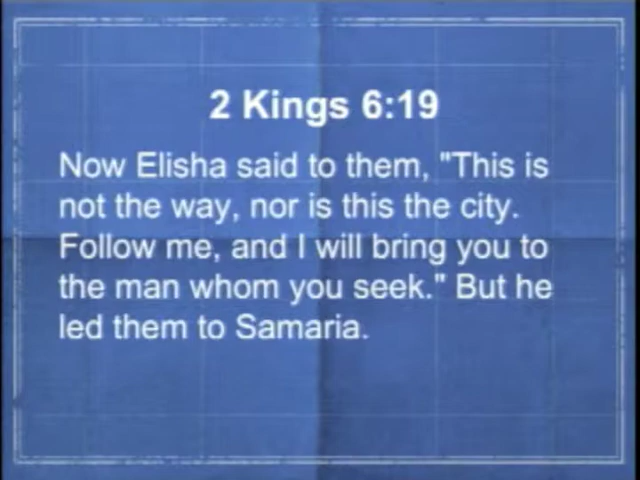 2 Kings 6:19
Now Elisha said to them, "This is
not the way, nor is this the city.
Follow me, and I will bring you to
the man whom you seek." But he
led them to Samaria.